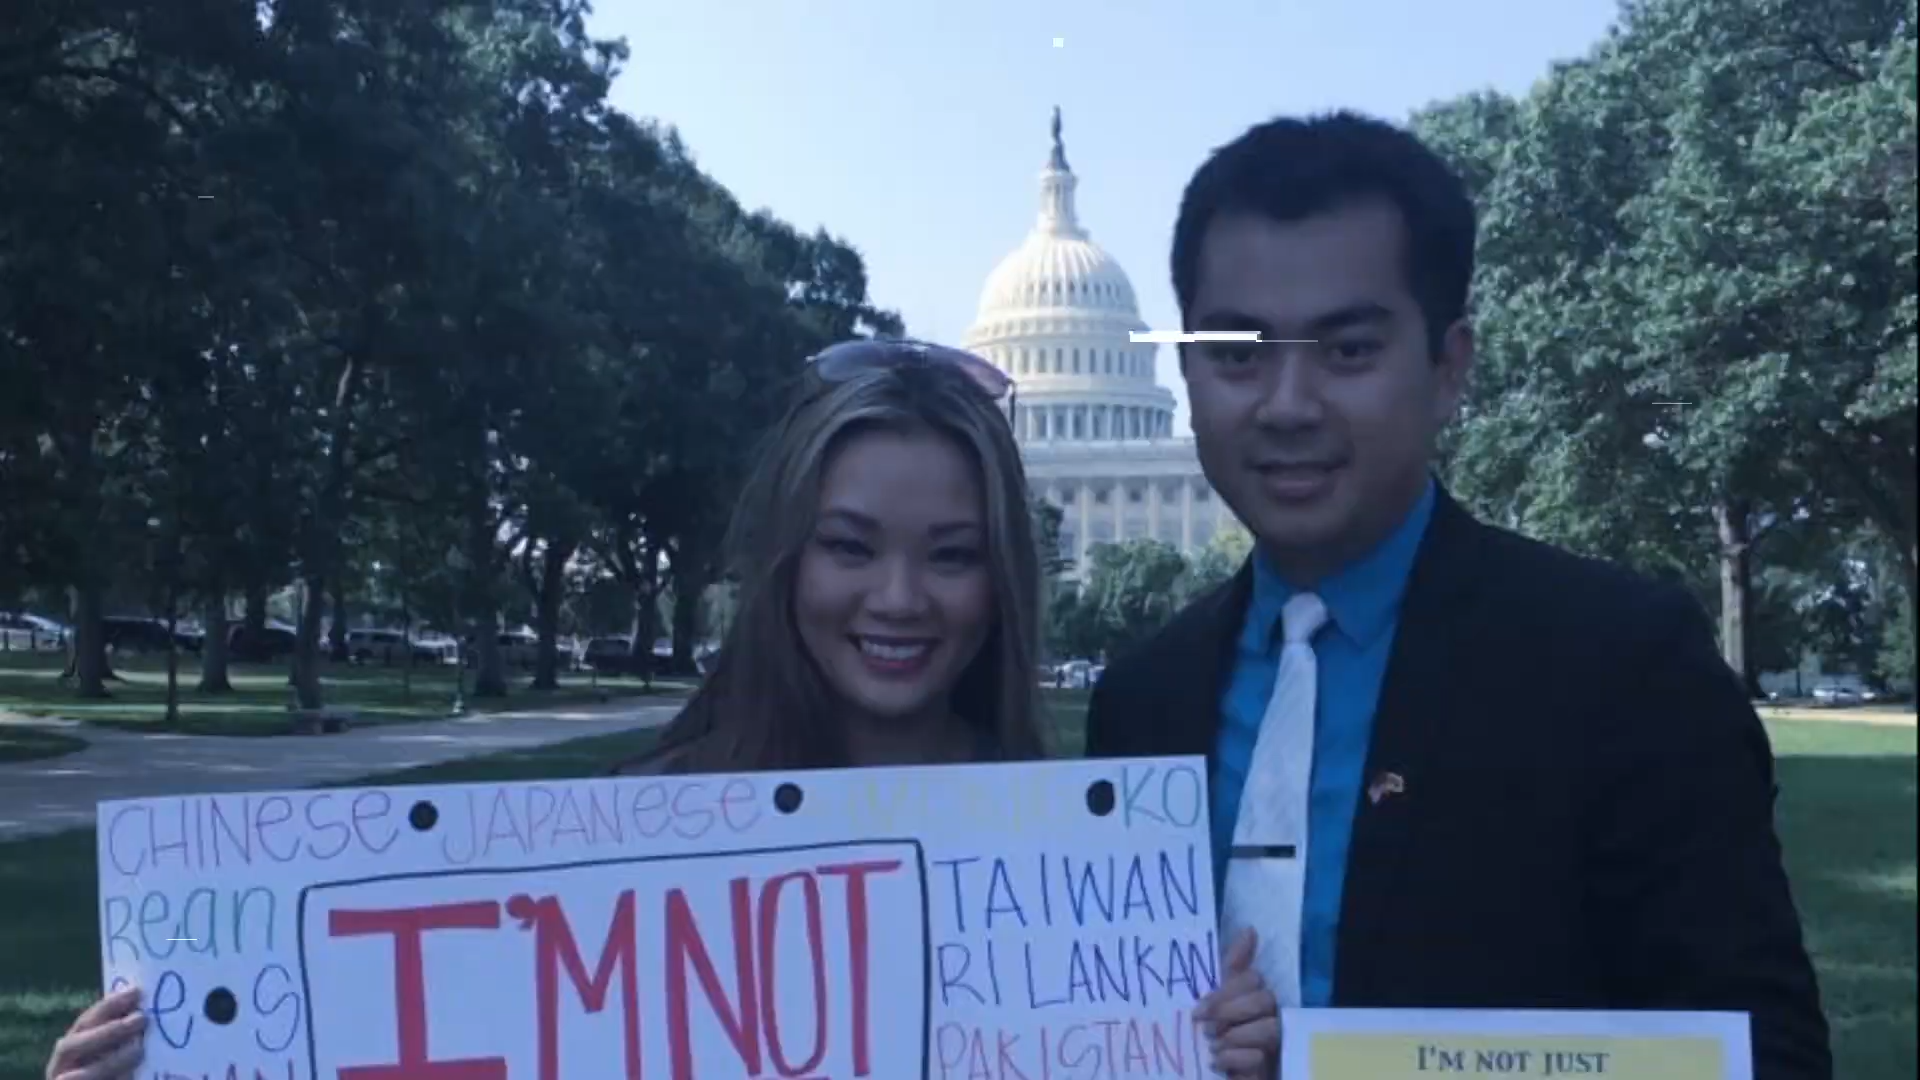 CHINESE • JAPANESE • • KO
Rean
TAIWAN
e • S
RI LANKAN
I'M NOT
PAKISTANI
I'M NOT JUST